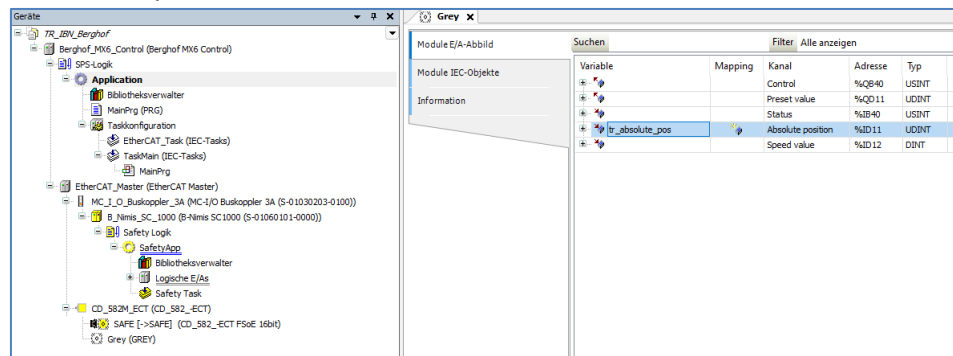 Geräte
TR_IBN_Berghof
Berghof_MX6_Control (Berghof MX6 Control)
SPS-Logik
Application
Bibliotheksverwalter
MainPrg (PRG)
Taskkonfiguration
EtherCAT_Task (IEC-Tasks)
TaskMain (IEC-Tasks)
MainPrg
EtherCAT_Master (EtherCAT Master)
MC_I_O_Buskoppler_3A (MC-I/O Buskoppler 3A (S-01030203-0100))
B_Nimis_SC_1000 (B-Nimis SC1000 (S-01060101-0000))
Safety Logik
SafetyApp
Bibliotheksverwalter
Logische E/As
Safety Task
CD_582M_ECT (CD_582_-ECT)
SAFE [->SAFE] (CD_582_-ECT FSoE 16bit)
Grey (GREY)
Grey X
Module E/A-Abbild
Module IEC-Objekte
Information
Suchen Filter Alle anzeigen
Variable Mapping Kanal Adresse Typ
Control %QB40 USINT
Preset value %QD11 UDINT
Status %IB40 USINT
tr_absolute_pos Absolute position %ID11 UDINT
Speed value %ID12 DINT